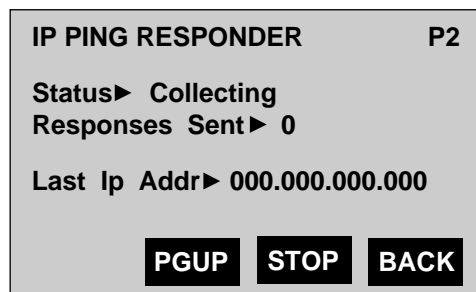 IP PING RESPONDER P2
Status► Collecting
Responses Sent► 0
Last Ip Addr► 000.000.000.000
PGUP STOP BACK